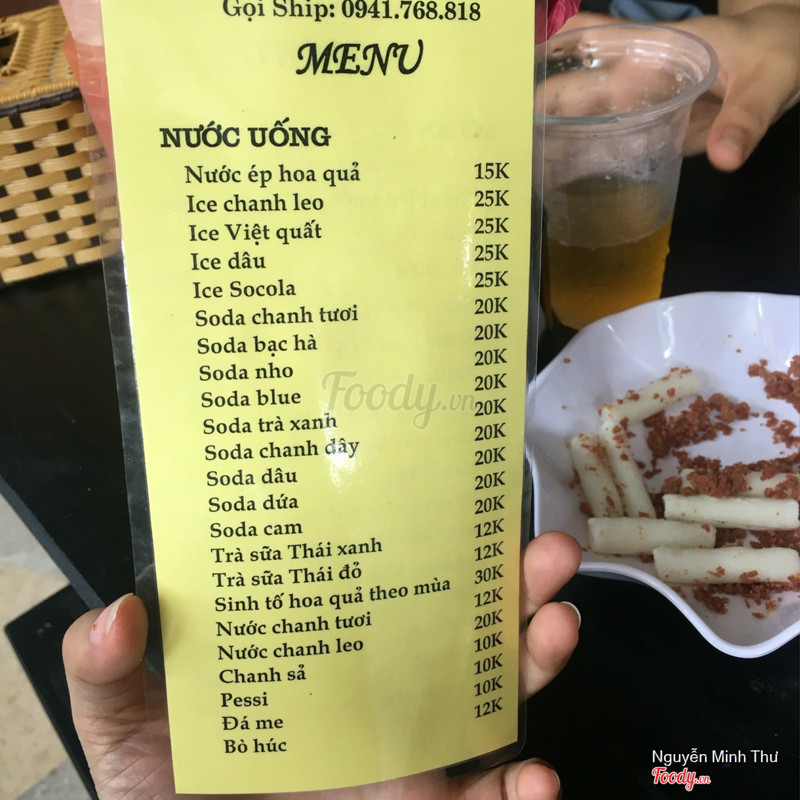 Gọi Ship: 0941.768.818
MENU
NƯỚC UỐNG
Nước ép hoa quả 15K
Ice chanh leo 25K
Ice Việt quất 25K
Ice dâu 25K
Ice Socola 25K
Soda chanh tươi 20K
Soda bạc hà 20K
Soda nho 20K
Soda blue 20K
Soda trà xanh 20K
Soda chanh dây 20K
Soda dâu 20K
Soda dứa 20K
Soda cam 20K
Trà sữa Thái xanh 12K
Trà sữa Thái đỏ 12K
Sinh tố hoa quả theo mùa 30K
Nước chanh tươi 12K
Nước chanh leo 20K
Chanh sả 10K
Pessi 10K
Đá me 10K
Bò húc 12K
Foody.vn
Nguyễn Minh Thư
Foody.vn